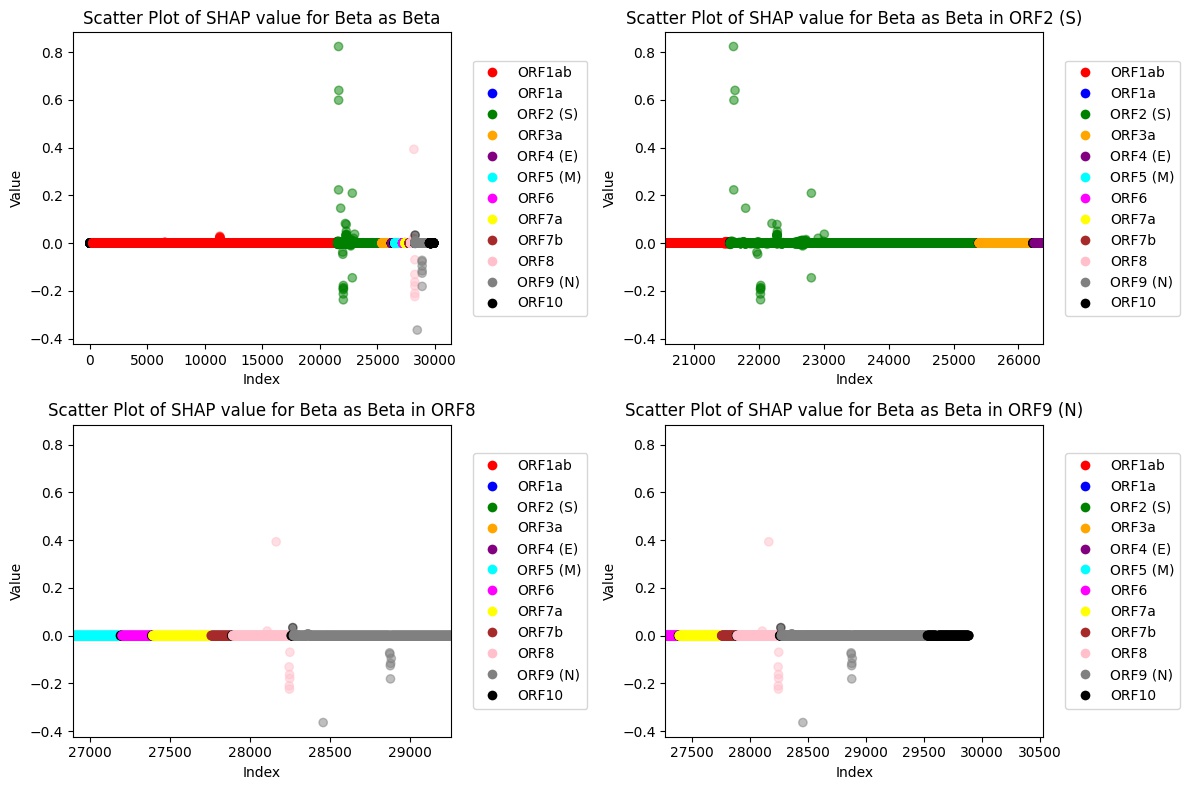 Scatter Plot of SHAP value for Beta as Beta
Value
0.8
0.6
0.4
0.2
0.0
−0.2
−0.4
0 5000 10000 15000 20000 25000 30000
Index
ORF1ab
ORF1a
ORF2 (S)
ORF3a
ORF4 (E)
ORF5 (M)
ORF6
ORF7a
ORF7b
ORF8
ORF9 (N)
ORF10
Scatter Plot of SHAP value for Beta as Beta in ORF2 (S)
Value
0.8
0.6
0.4
0.2
0.0
−0.2
−0.4
21000 22000 23000 24000 25000 26000
Index
ORF1ab
ORF1a
ORF2 (S)
ORF3a
ORF4 (E)
ORF5 (M)
ORF6
ORF7a
ORF7b
ORF8
ORF9 (N)
ORF10
Scatter Plot of SHAP value for Beta as Beta in ORF8
Value
0.8
0.6
0.4
0.2
0.0
−0.2
−0.4
27000 27500 28000 28500 29000
Index
ORF1ab
ORF1a
ORF2 (S)
ORF3a
ORF4 (E)
ORF5 (M)
ORF6
ORF7a
ORF7b
ORF8
ORF9 (N)
ORF10
Scatter Plot of SHAP value for Beta as Beta in ORF9 (N)
Value
0.8
0.6
0.4
0.2
0.0
−0.2
−0.4
27500 28000 28500 29000 29500 30000 30500
Index
ORF1ab
ORF1a
ORF2 (S)
ORF3a
ORF4 (E)
ORF5 (M)
ORF6
ORF7a
ORF7b
ORF8
ORF9 (N)
ORF10